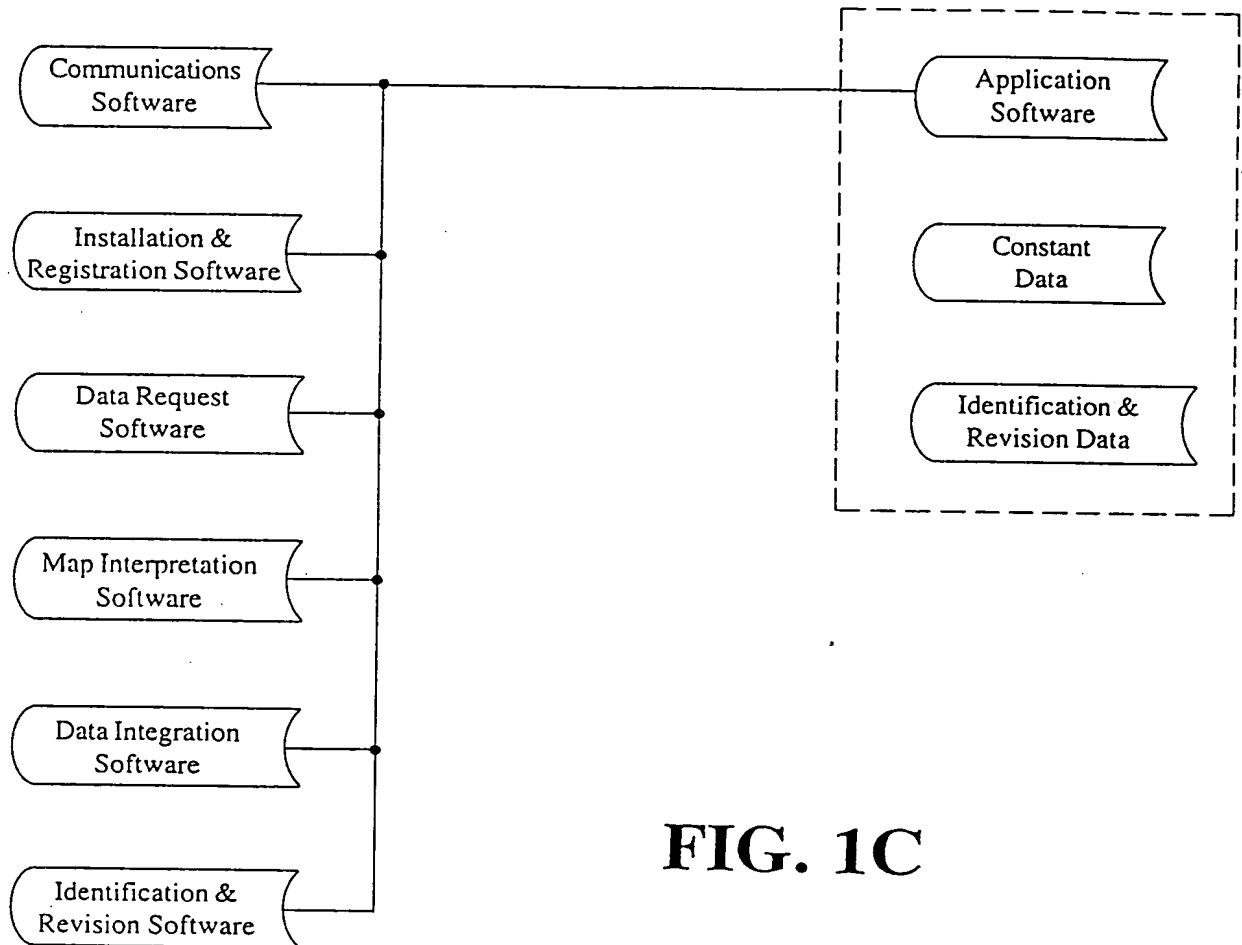 Communications
Software
Installation &
Registration Software
Data Request
Software
Map Interpretation
Software
Data Integration
Software
Identification &
Revision Software
Application
Software
Constant
Data
Identification &
Revision Data
FIG. 1C